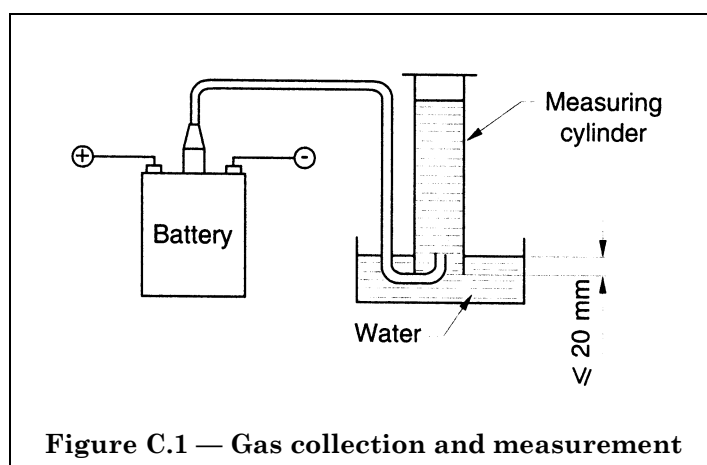 Measuring
cylinder
+
-
Battery
Water
≤ 20 mm
Figure C.1 — Gas collection and measurement